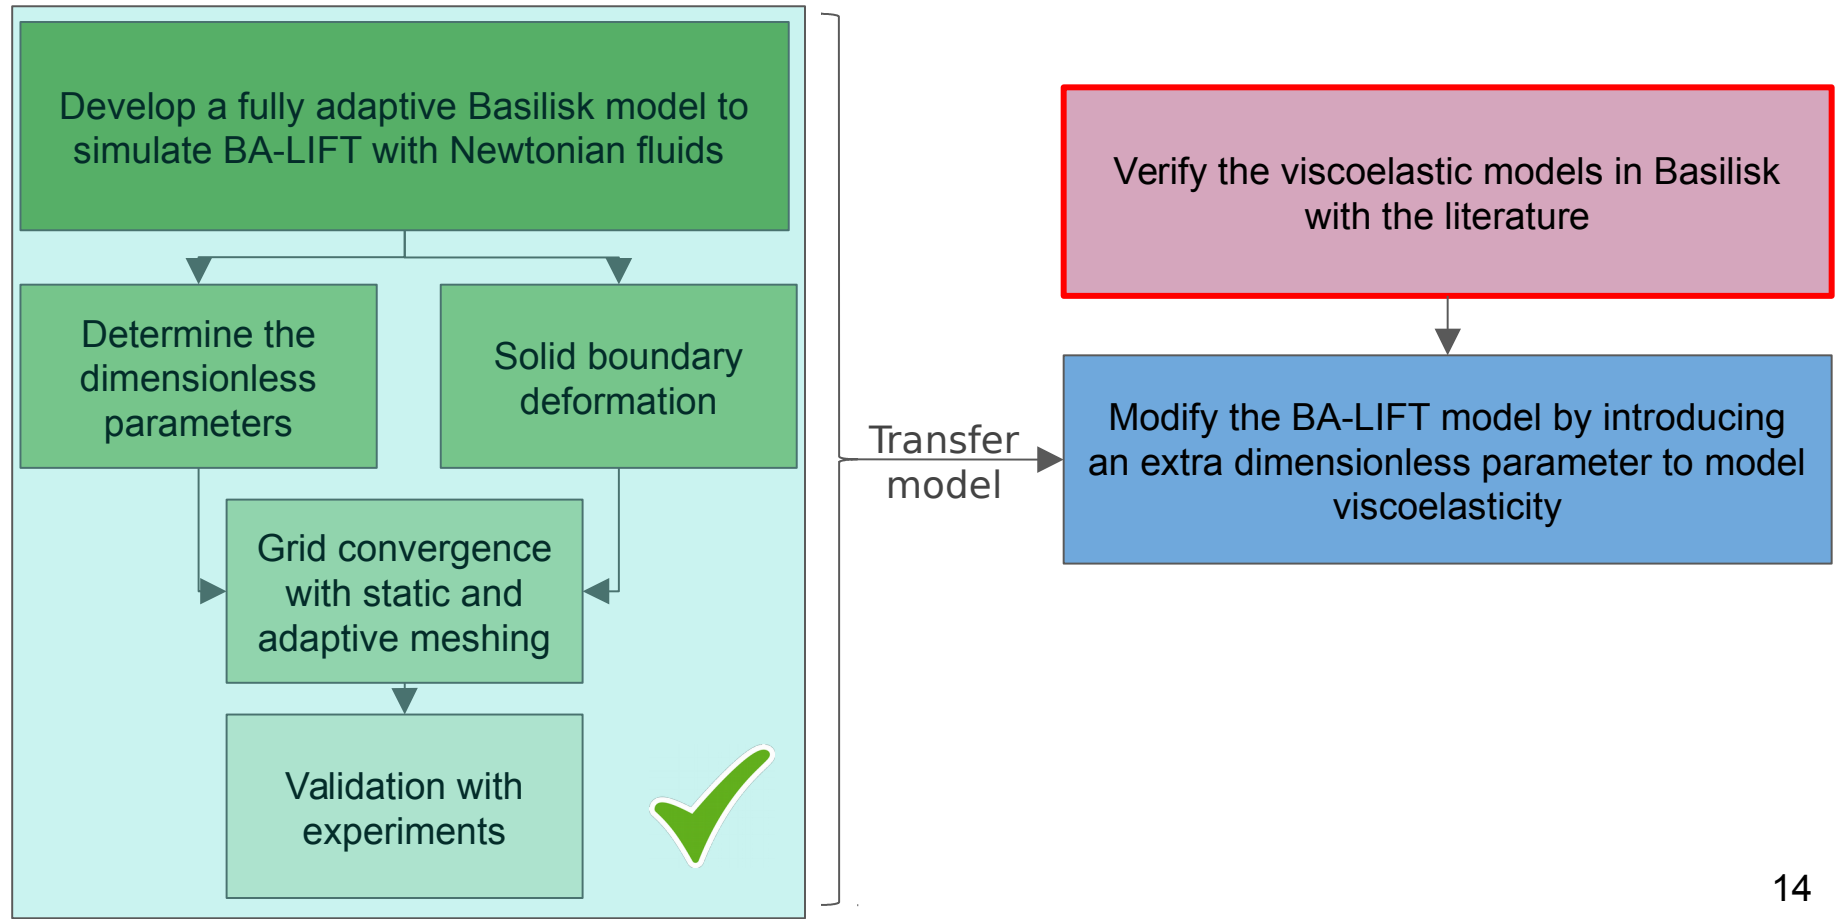 Develop a fully adaptive Basilisk model to
simulate BA-LIFT with Newtonian fluids
Determine the
dimensionless
parameters
Solid boundary
deformation
Grid convergence
with static and
adaptive meshing
Validation with
experiments
Transfer
model
Verify the viscoelastic models in Basilisk
with the literature
Modify the BA-LIFT model by introducing
an extra dimensionless parameter to model
viscoelasticity
14